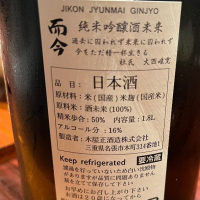 JIKON JYUNMAI GINJYO
而今
純米吟醸酒未来
過去に囚われず未来に囚われず
今をただ精一杯生きる
杜氏 大西唯克
日本酒
原材料：米(国産)米麹(国産米)
原料米：酒未来(100%)
精米歩合：50% 内容量：1.8L
アルコール分：16%
製造者：木屋正酒造株式会社
三重県名張市本町314番地1
Keep refrigerated 要冷蔵